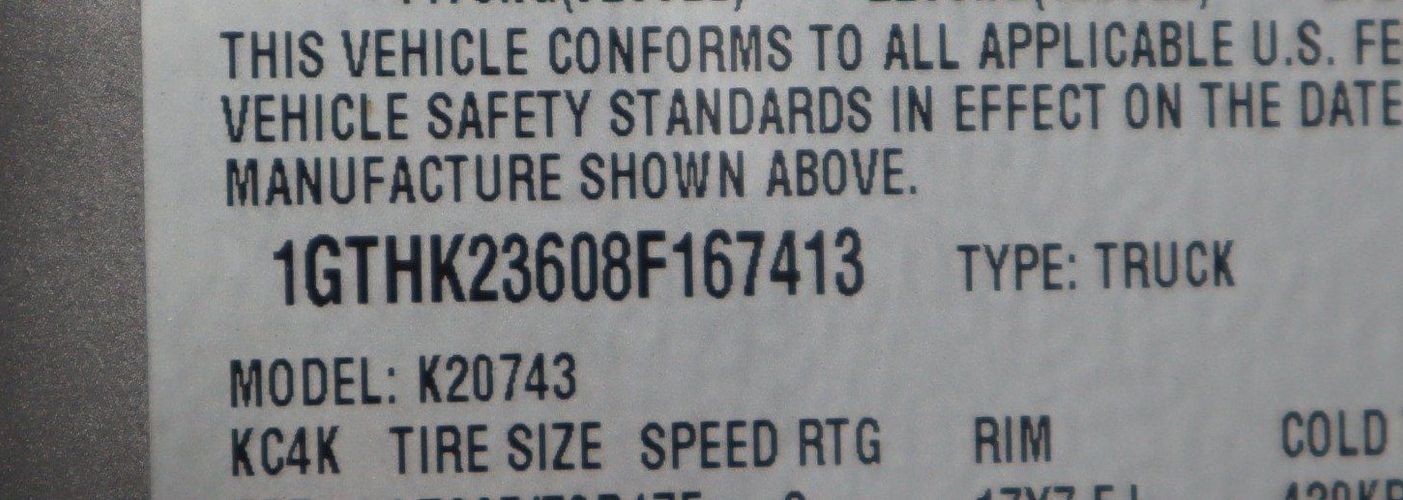 THIS VEHICLE CONFORMS TO ALL APPLICABLE U.S. FE
VEHICLE SAFETY STANDARDS IN EFFECT ON THE DATE
MANUFACTURE SHOWN ABOVE.
1GTHK23608F167413 TYPE: TRUCK
MODEL: K20743
KC4K TIRE SIZE SPEED RTG RIM COLD